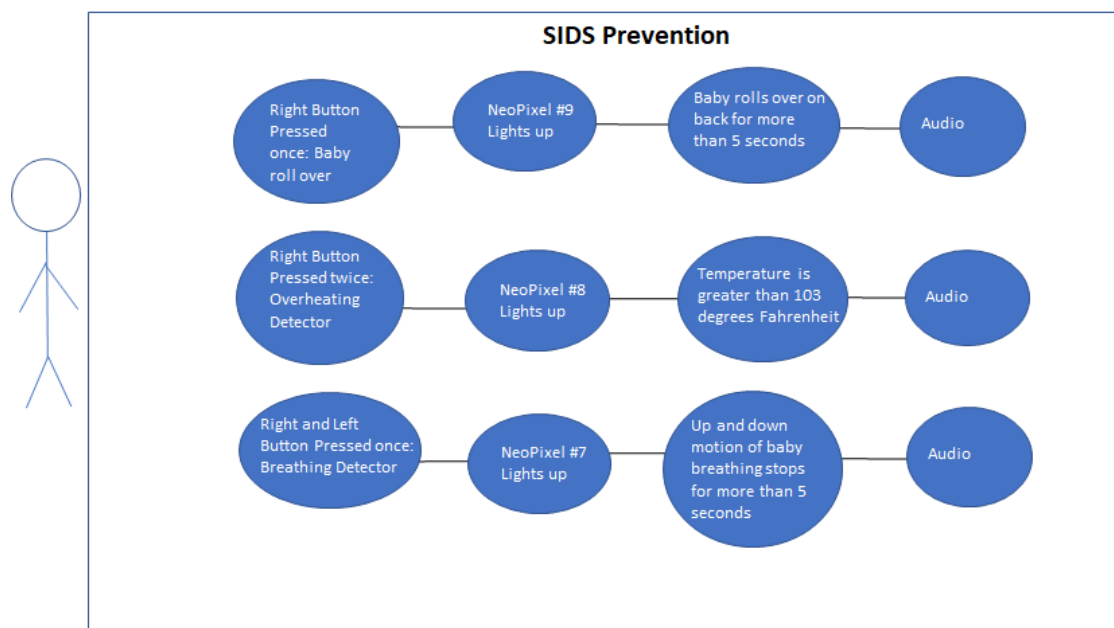 SIDS Prevention
Right Button
Pressed
once: Baby
roll over
NeoPixel #9
Lights up
Baby rolls over on
back for more
than 5 seconds
Audio
Right Button
Pressed twice:
Overheating
Detector
NeoPixel #8
Lights up
Temperature is
greater than 103
degrees Fahrenheit
Audio
Right and Left
Button Pressed once:
Breathing Detector
NeoPixel #7
Lights up
Up and down
motion of baby
breathing stops
for more than 5
seconds
Audio